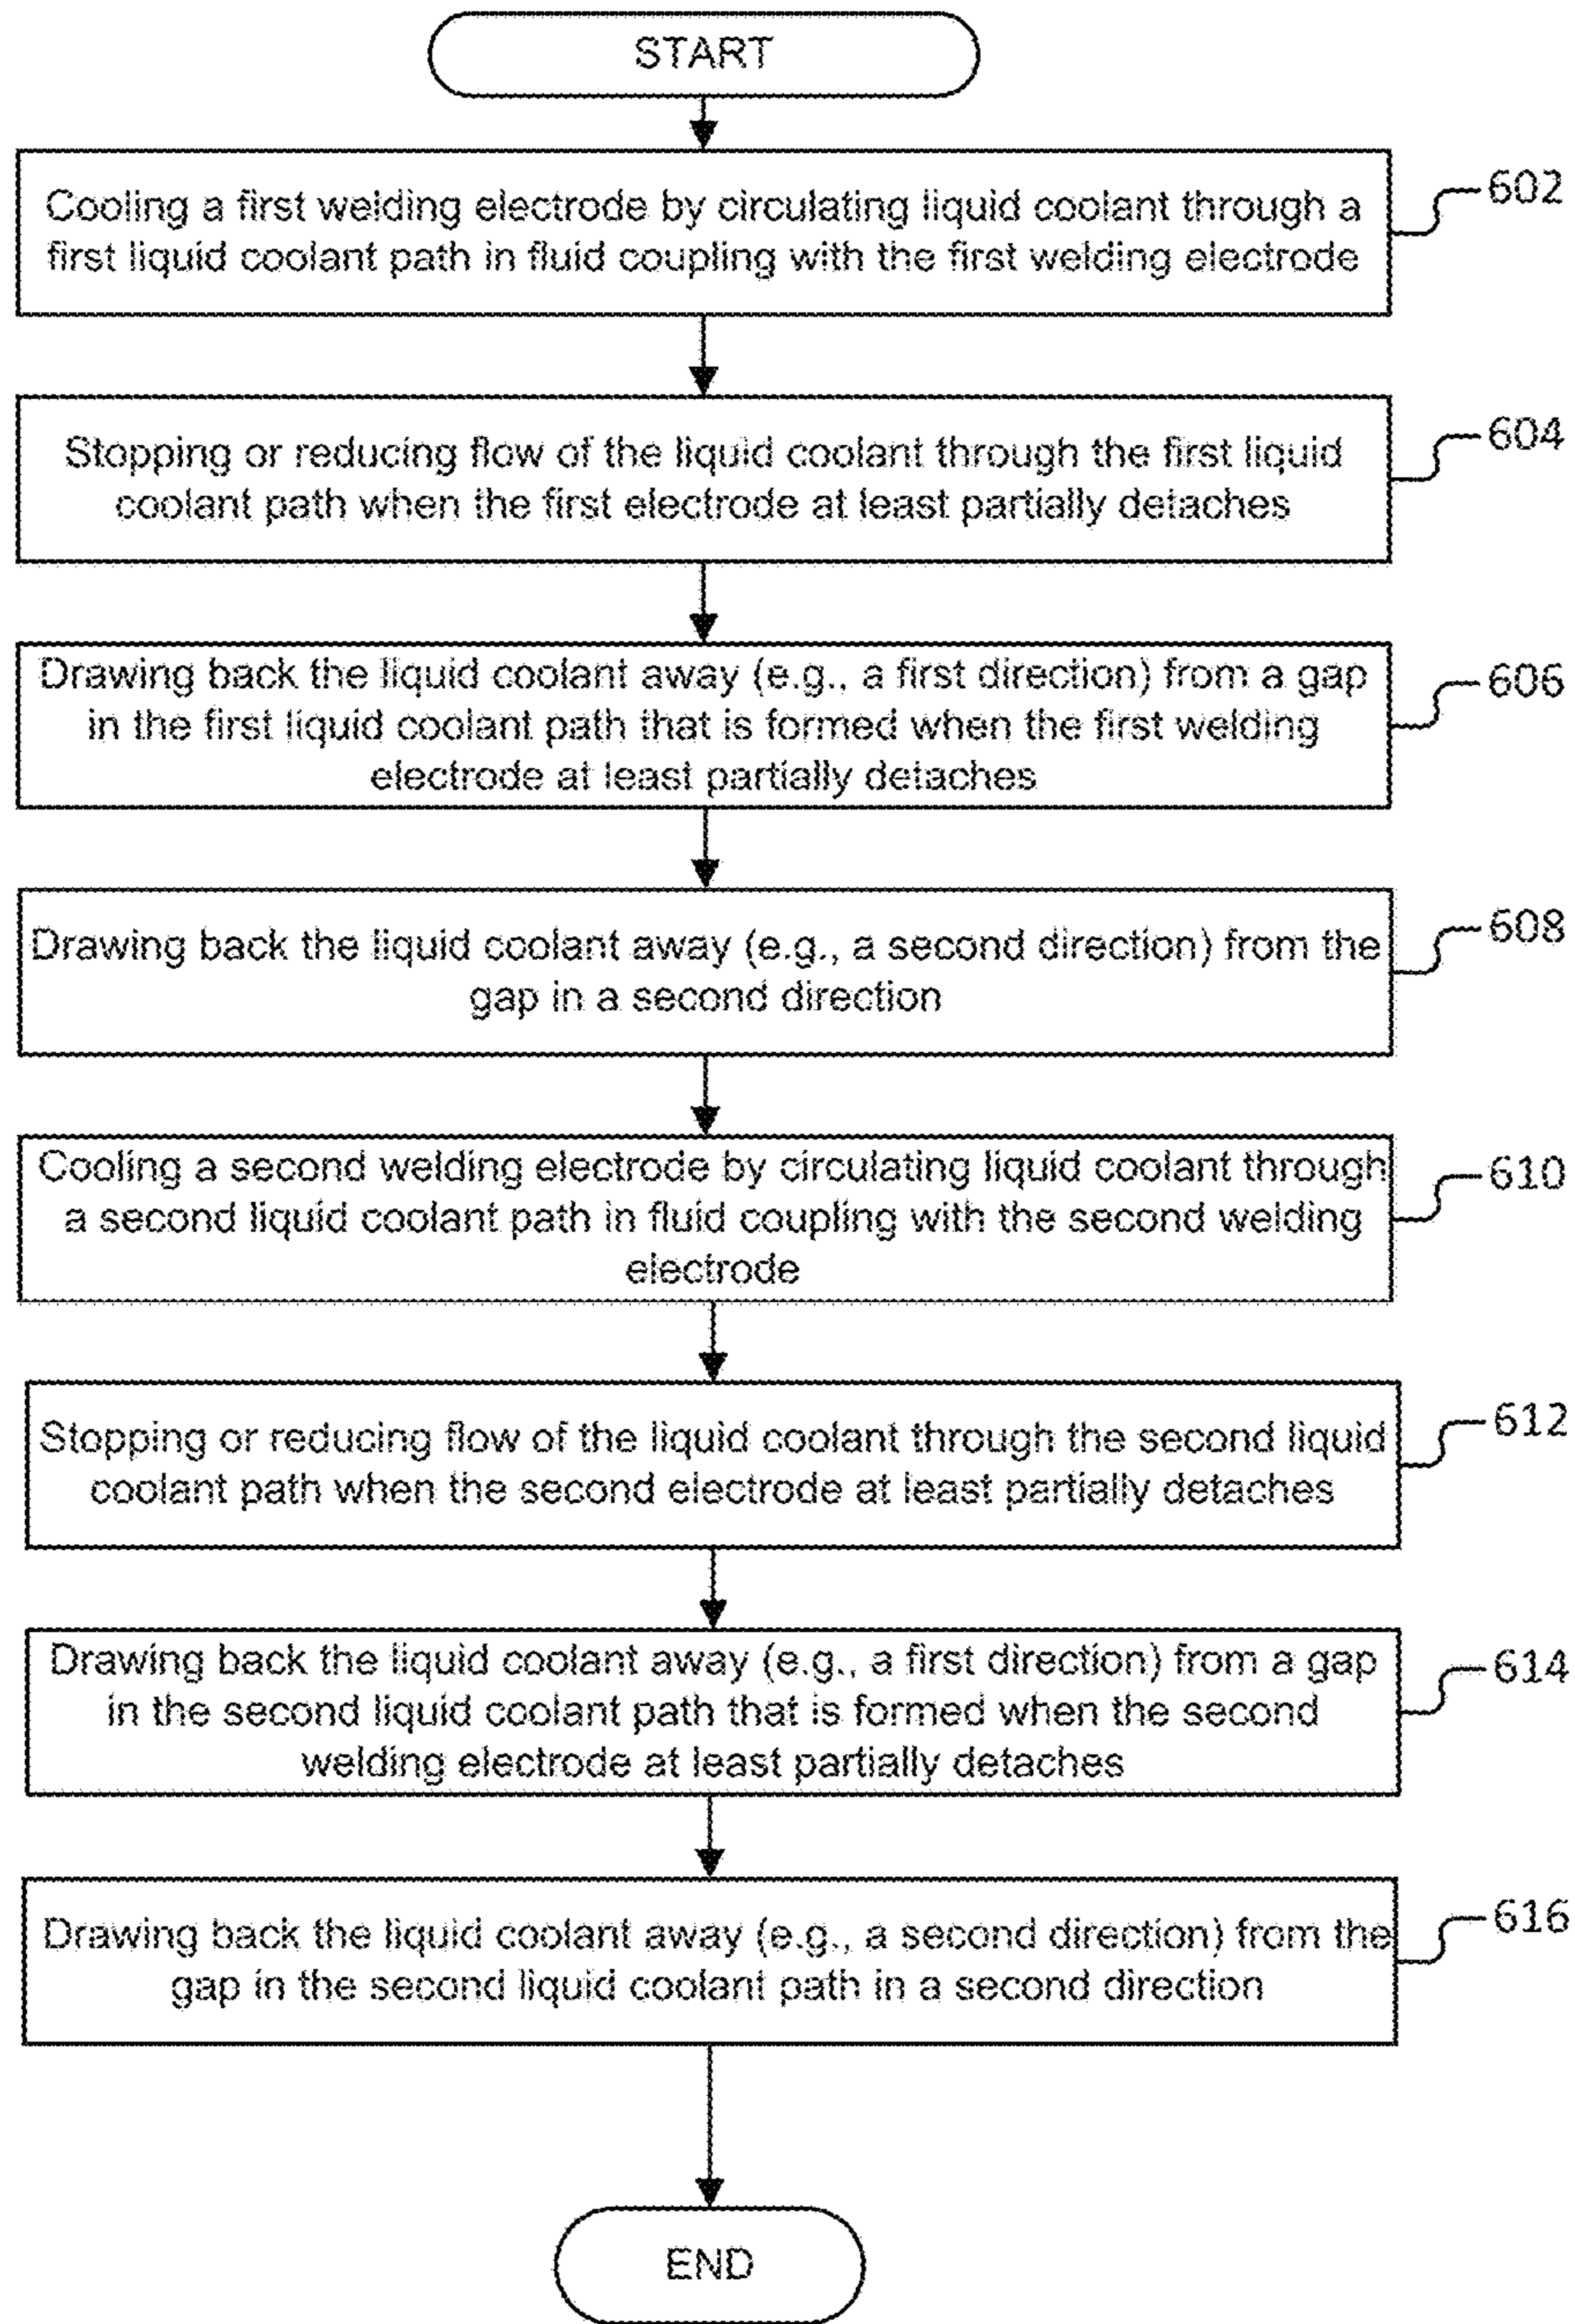 START
Cooling a first welding electrode by circulating liquid coolant through a
first liquid coolant path in fluid coupling with the first welding electrode
602
Stopping or reducing flow of the liquid coolant through the first liquid
coolant path when the first electrode at least partially detaches
604
Drawing back the liquid coolant away (e.g., a first direction) from a gap
in the first liquid coolant path that is formed when the first welding
electrode at least partially detaches
606
Drawing back the liquid coolant away (e.g., a second direction) from the
gap in a second direction
608
Cooling a second welding electrode by circulating liquid coolant through
a second liquid coolant path in fluid coupling with the second welding
electrode
610
Stopping or reducing flow of the liquid coolant through the second liquid
coolant path when the second electrode at least partially detaches
612
Drawing back the liquid coolant away (e.g., a first direction) from a gap
in the second liquid coolant path that is formed when the second
welding electrode at least partially detaches
614
Drawing back the liquid coolant away (e.g., a second direction) from the
gap in the second liquid coolant path in a second direction
616
END